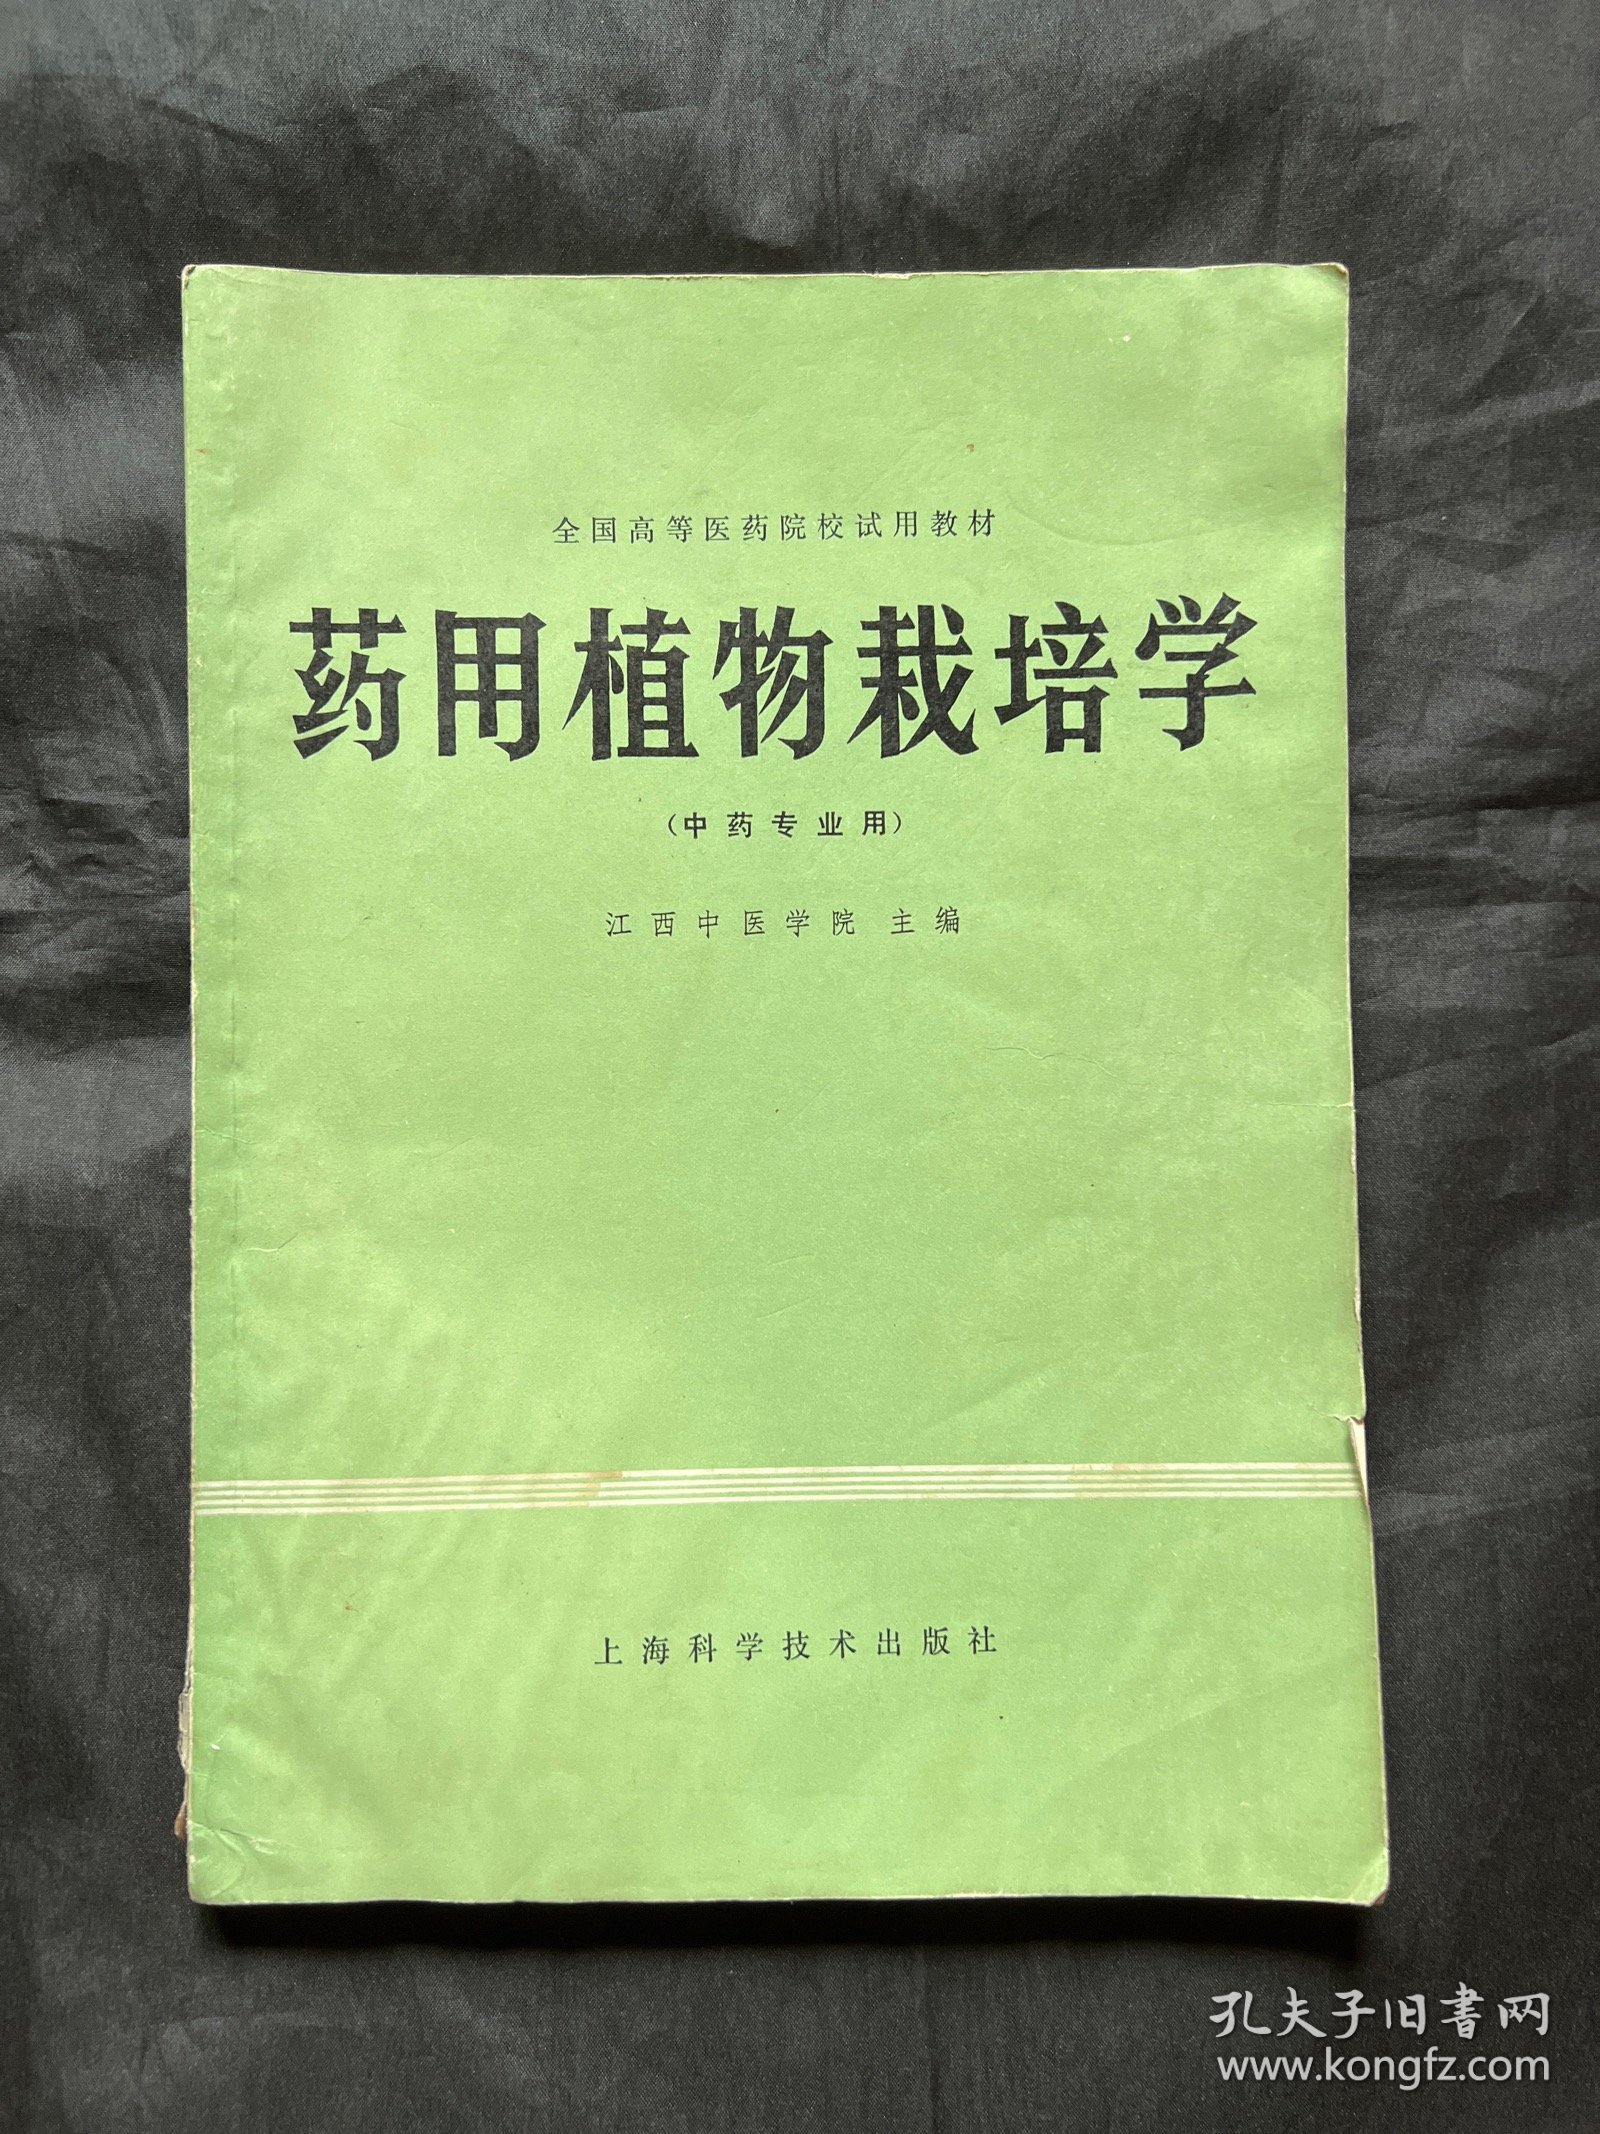 全国高等医药院校试用教材
药用植物栽培学
（中药专业用）
江西中医学院 主编
上海科学技术出版社
孔夫子旧書网
www.kongfz.com